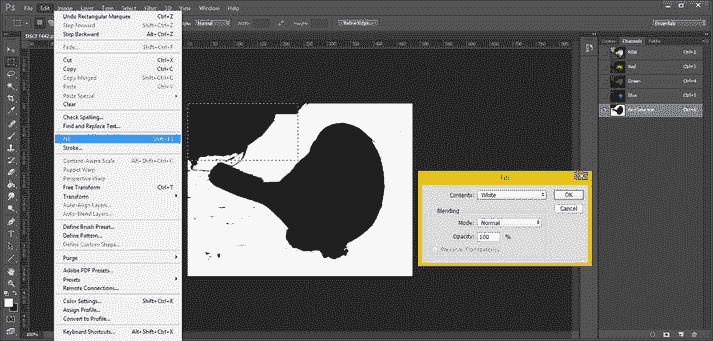 Ps File Edit Image Layer Type Select Filter 3D View Window Help
Undo Rectangular Marquee Ctrl+Z
Step Forward Shift+Ctrl+Z
Step Backward Alt+Ctrl+Z
Fade... Shift+Ctrl+F
Cut Ctrl+X
Copy Ctrl+C
Copy Merged Shift+Ctrl+C
Paste Ctrl+V
Paste Special
Clear
Check Spelling...
Find and Replace Text...
Fill... Shift+F5
Stroke...
Content-Aware Scale Alt+Shift+Ctrl+C
Puppet Warp
Perspective Warp
Free Transform Ctrl+T
Transform
Auto-Align Layers...
Auto-Blend Layers...
Define Brush Preset...
Define Pattern...
Define Custom Shape...
Purge
Adobe PDF Presets...
Presets
Remote Connections...
Color Settings... Shift+Ctrl+K
Assign Profile...
Convert to Profile...
Keyboard Shortcuts... Alt+Shift+Ctrl+K
Normal
Width:
Height:
Refine Edge...
Essentials
Channels
RGB Ctrl+2
Red Ctrl+3
Green Ctrl+4
Blue Ctrl+5
Fill
Contents: White OK
Cancel
Blending
Mode: Normal
Opacity: 100 %
Preserve Transparency
100%